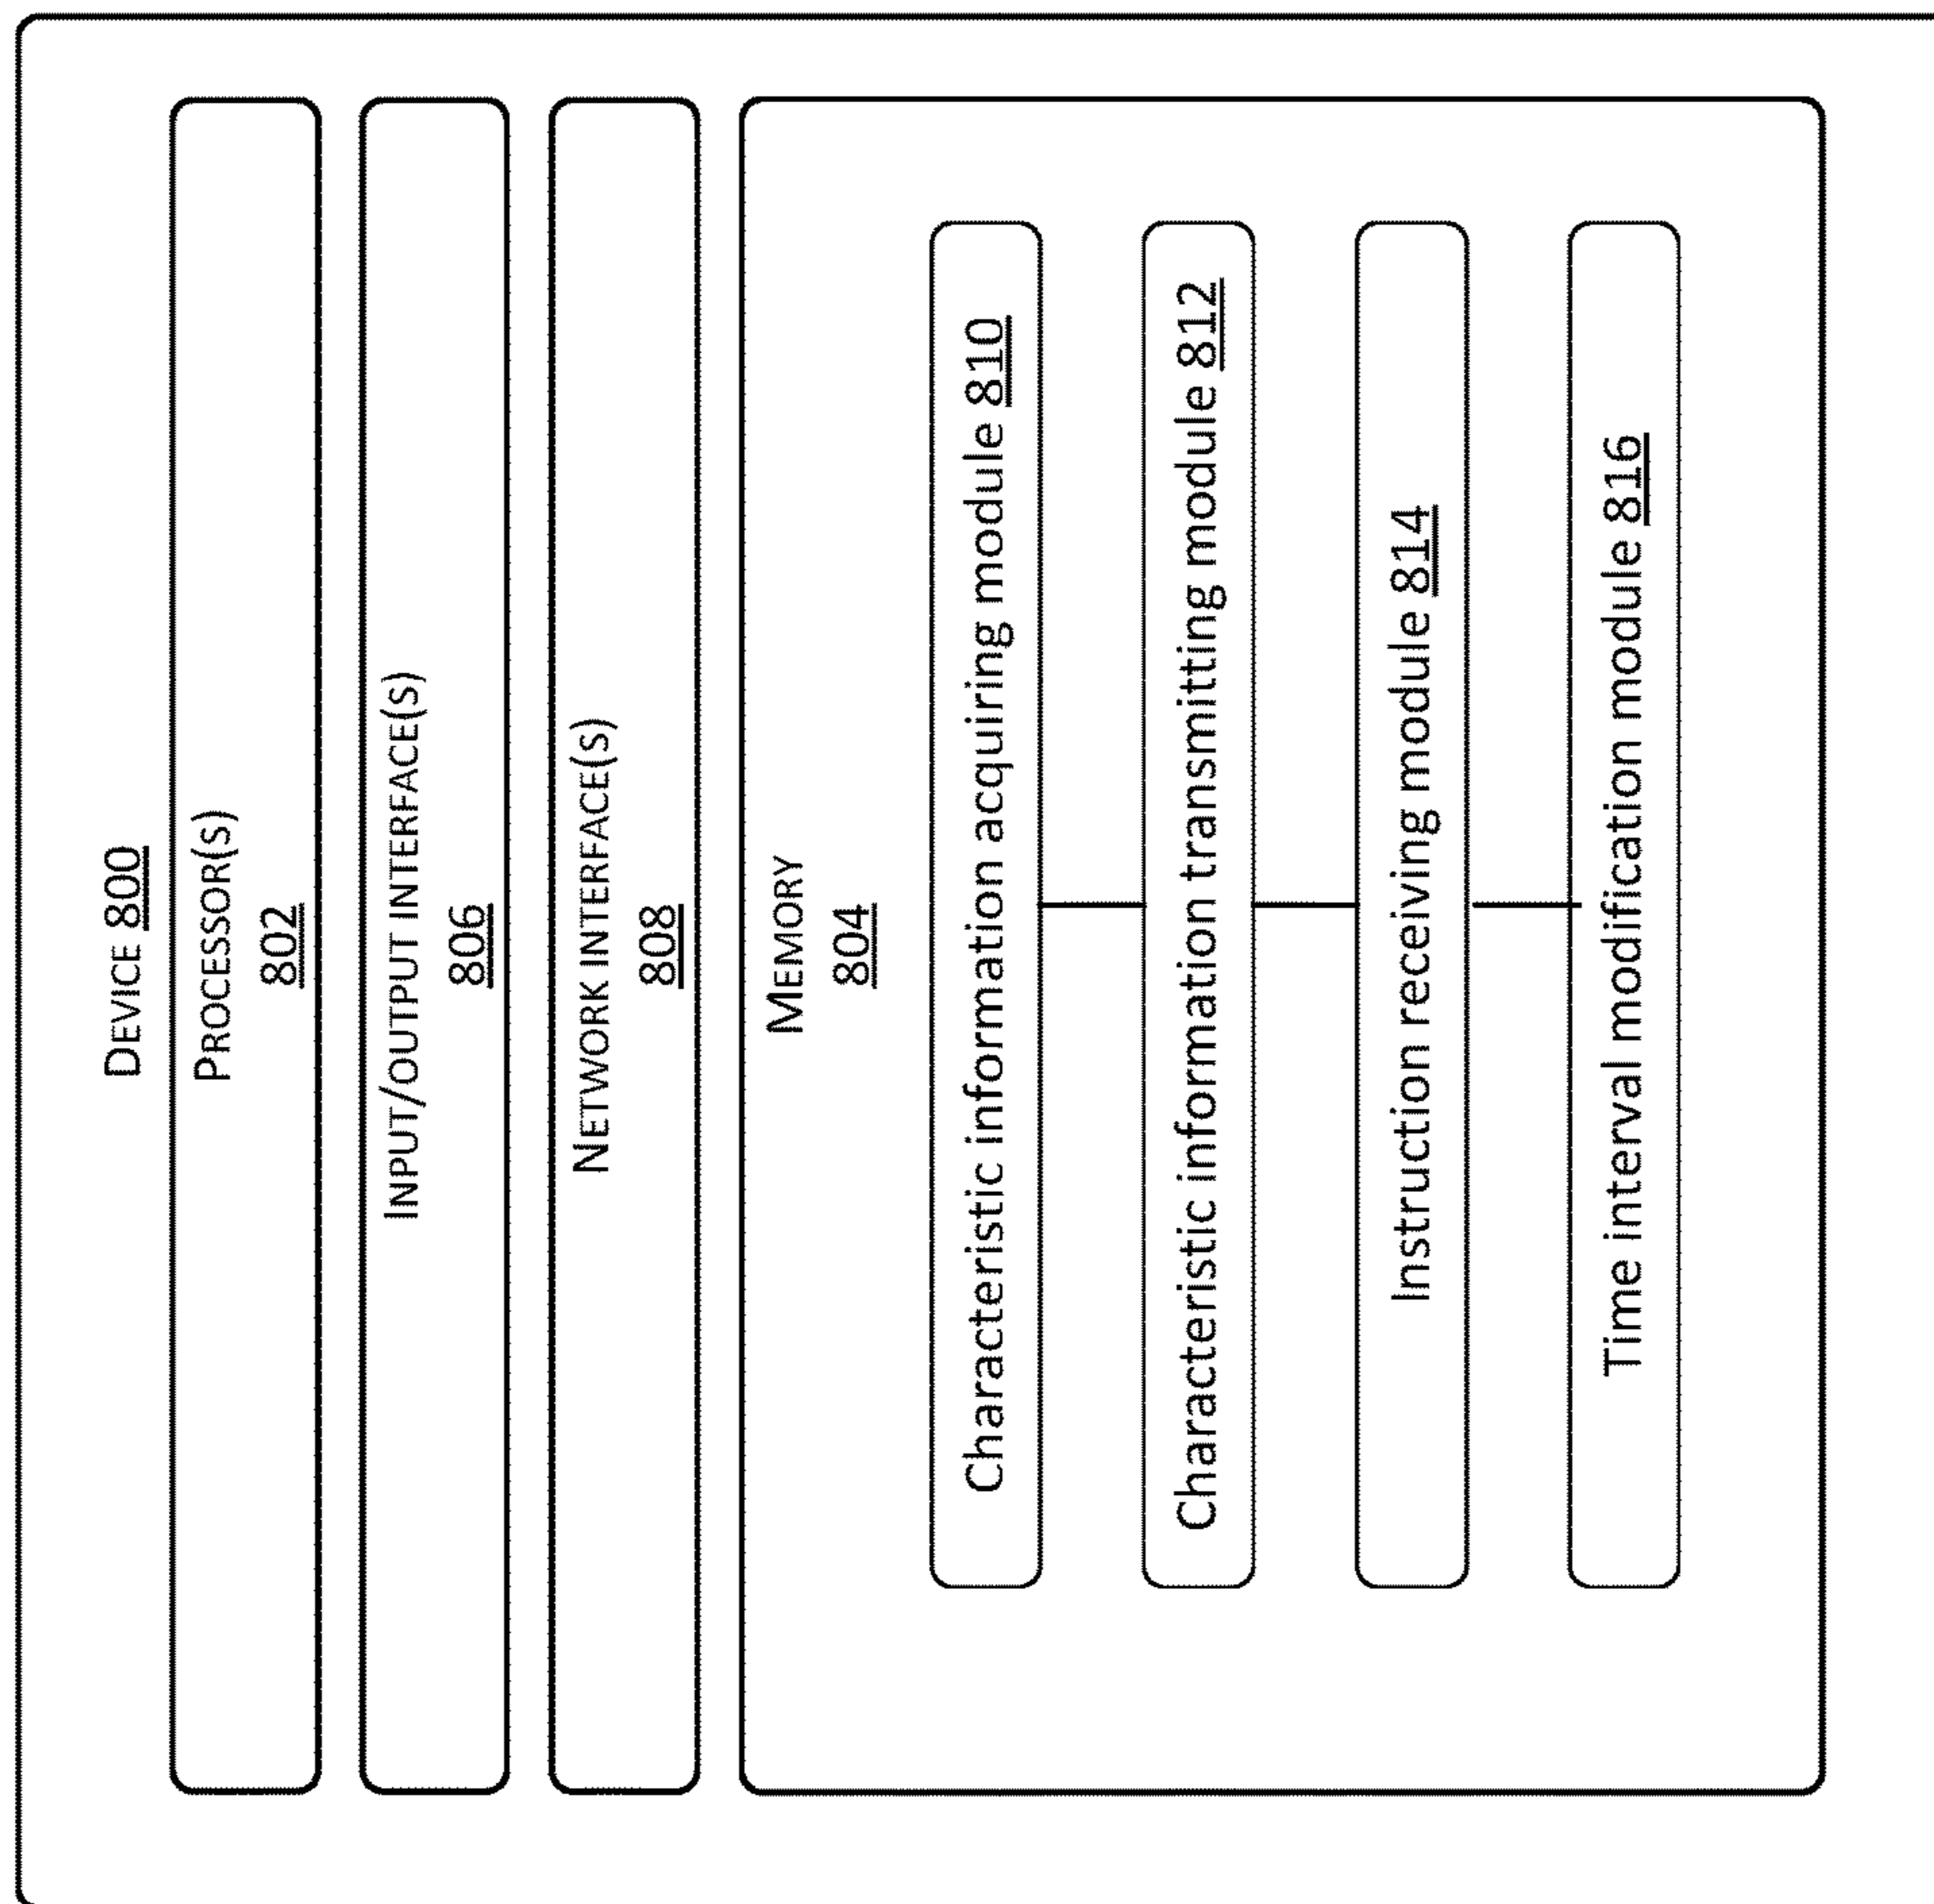 DEVICE 800
PROCESSOR(S)
802
INPUT/OUTPUT INTERFACE(S)
806
NETWORK INTERFACE(S)
808
MEMORY
804
Characteristic information acquiring module 810
Characteristic information transmitting module 812
Instruction receiving module 814
Time interval modification module 816